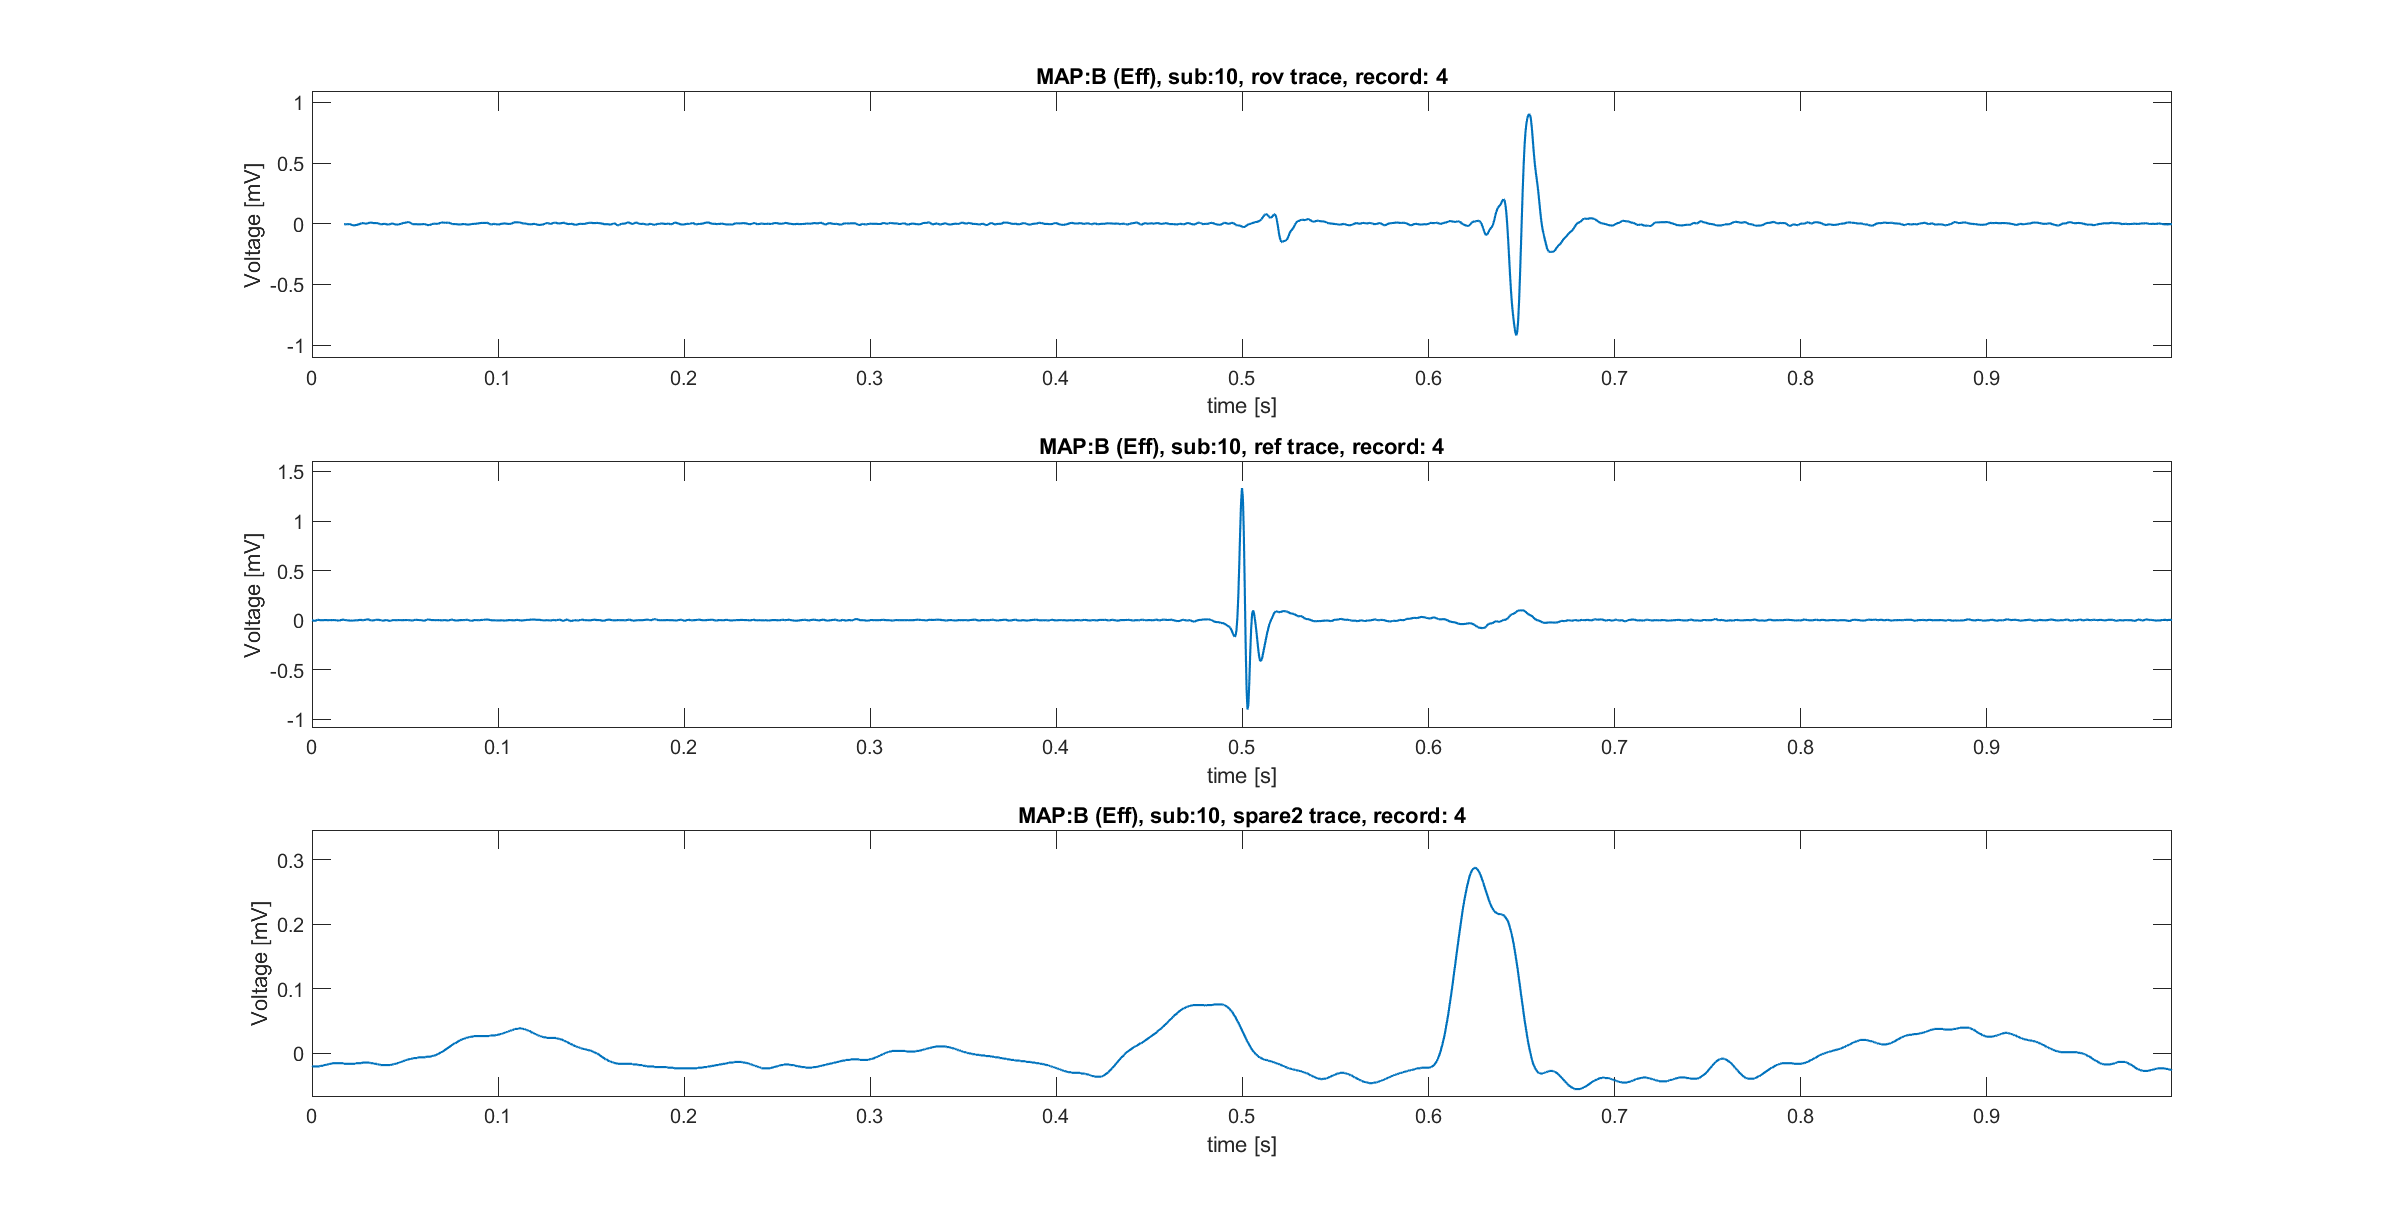 MAP:B (Eff), sub:10, rov trace, record: 4
1
0.5
0
-0.5
-1
Voltage [mV]
0 0.1 0.2 0.3 0.4 0.5 0.6 0.7 0.8 0.9
time [s]
MAP:B (Eff), sub:10, ref trace, record: 4
1.5
1
0.5
0
-0.5
-1
Voltage [mV]
0 0.1 0.2 0.3 0.4 0.5 0.6 0.7 0.8 0.9
time [s]
MAP:B (Eff), sub:10, spare2 trace, record: 4
0.3
0.2
0.1
0
Voltage [mV]
0 0.1 0.2 0.3 0.4 0.5 0.6 0.7 0.8 0.9
time [s]